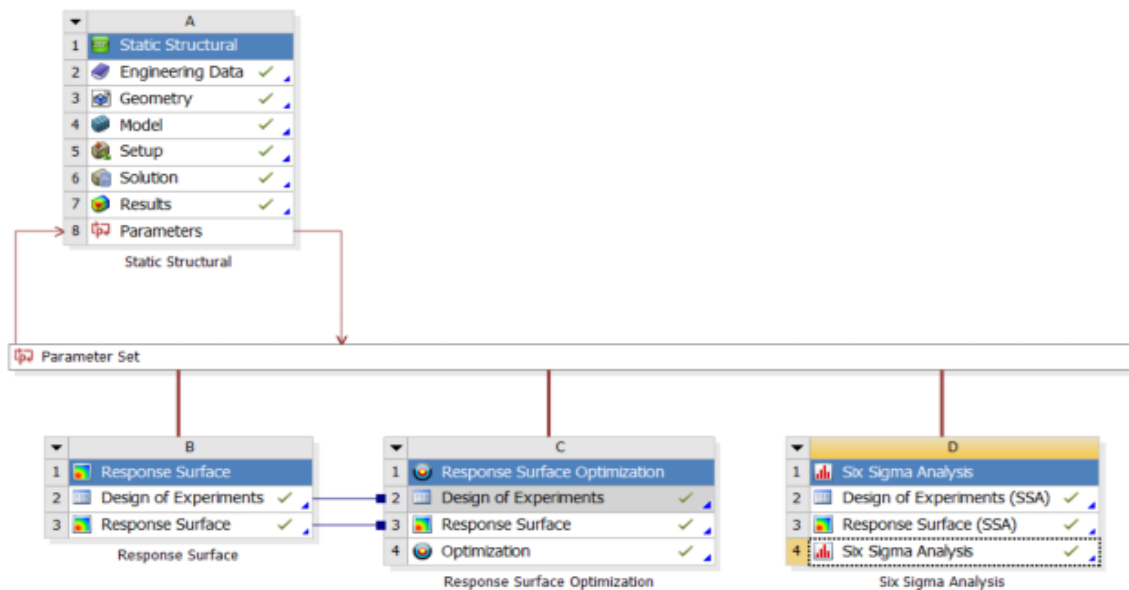 A
1 Static Structural
2 Engineering Data
3 Geometry
4 Model
5 Setup
6 Solution
7 Results
8 Parameters
Static Structural
Parameter Set
B
1 Response Surface
2 Design of Experiments
3 Response Surface
Response Surface
C
1 Response Surface Optimization
2 Design of Experiments
3 Response Surface
4 Optimization
Response Surface Optimization
D
1 Six Sigma Analysis
2 Design of Experiments (SSA)
3 Response Surface (SSA)
4 Six Sigma Analysis
Six Sigma Analysis